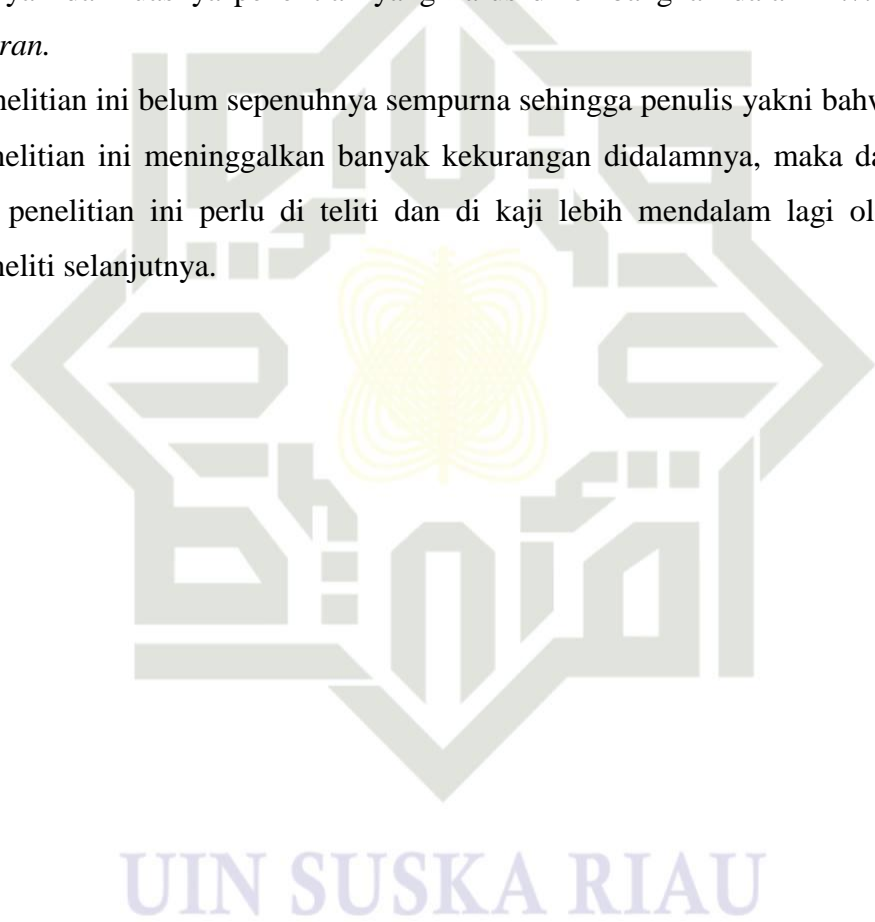 ran.
nelitian ini belum sepenuhnya sempurna sehingga penulis yakni bahw
nelitian ini meninggalkan banyak kekurangan didalamnya, maka da
penelitian ini perlu di teliti dan di kaji lebih mendalam lagi ol
neliti selanjutnya.
UIN SUSKA RIAU